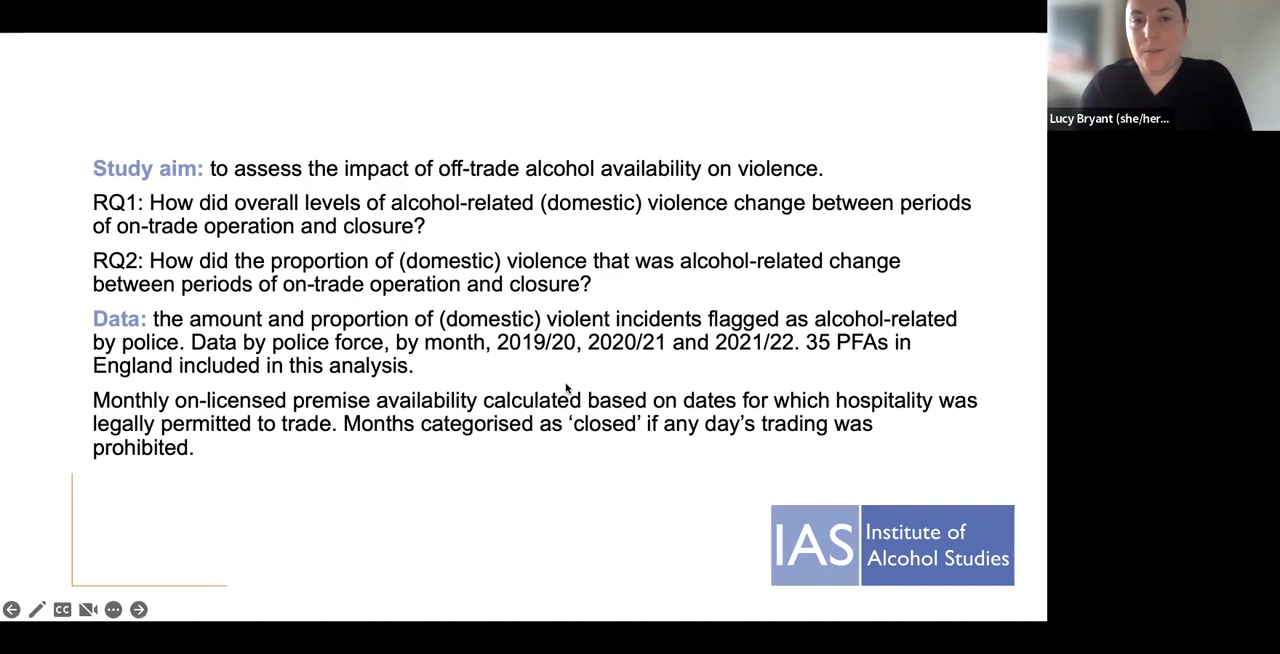 Study aim: to assess the impact of off-trade alcohol availability on violence.
RQ1: How did overall levels of alcohol-related (domestic) violence change between periods
of on-trade operation and closure?
RQ2: How did the proportion of (domestic) violence that was alcohol-related change
between periods of on-trade operation and closure?
Data: the amount and proportion of (domestic) violent incidents flagged as alcohol-related
by police. Data by police force, by month, 2019/20, 2020/21 and 2021/22. 35 PFAs in
England included in this analysis.
Monthly on-licensed premise availability calculated based on dates for which hospitality was
legally permitted to trade. Months categorised as ‘closed’ if any day’s trading was
prohibited.
IAS
Institute of
Alcohol Studies
CC
Lucy Bryant (she/her...